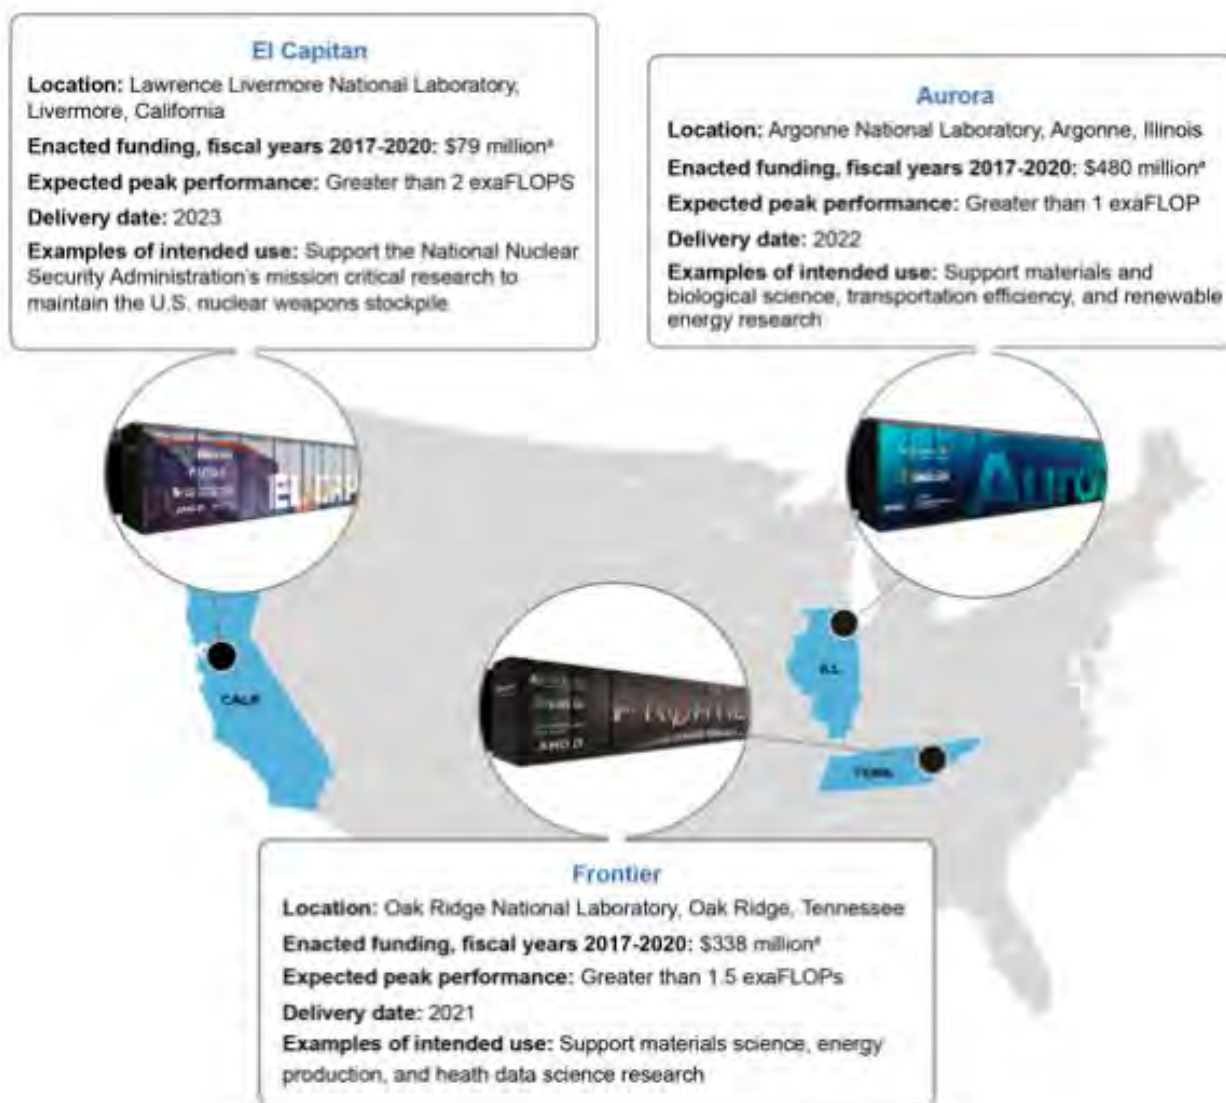 El Capitan
Location: Lawrence Livermore National Laboratory,
Livermore, California
Enacted funding, fiscal years 2017-2020: $79 millionª
Expected peak performance: Greater than 2 exaFLOPS
Delivery date: 2023
Examples of intended use: Support the National Nuclear
Security Administration's mission critical research to
maintain the U.S. nuclear weapons stockpile
Aurora
Location: Argonne National Laboratory, Argonne, Illinois
Enacted funding, fiscal years 2017-2020: $480 millionª
Expected peak performance: Greater than 1 exaFLOP
Delivery date: 2022
Examples of intended use: Support materials and
biological science, transportation efficiency, and renewable
energy research
Auro
CALIF.
ILL.
TENN.
AMD
Frontier
Location: Oak Ridge National Laboratory, Oak Ridge, Tennessee
Enacted funding, fiscal years 2017-2020: $338 millionª
Expected peak performance: Greater than 1.5 exaFLOPs
Delivery date: 2021
Examples of intended use: Support materials science, energy
production, and heath data science research